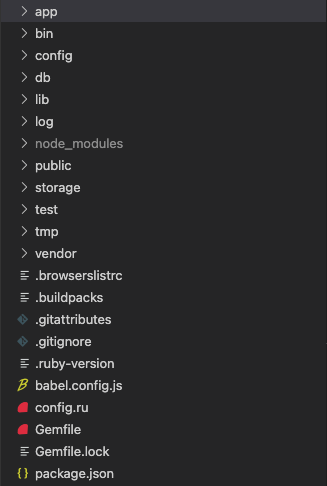 app
bin
config
db
lib
log
node_modules
public
storage
test
tmp
vendor
.browserslistrc
.buildpacks
.gitattributes
.gitignore
.ruby-version
babel.config.js
config.ru
Gemfile
Gemfile.lock
package.json